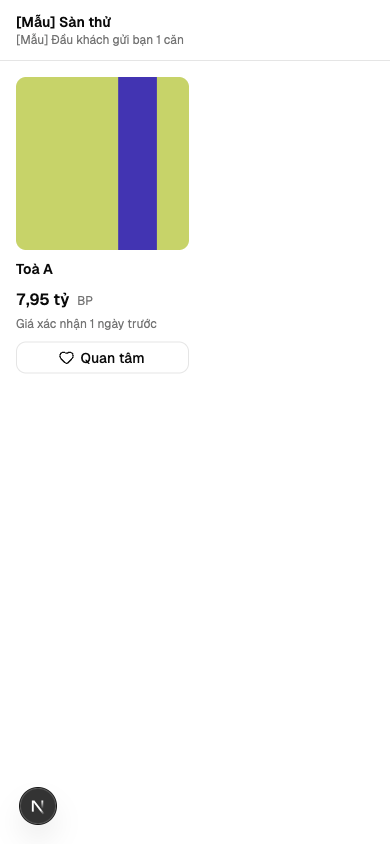 [Mẫu] Sàn thử
[Mẫu] Đầu khách gửi bạn 1 căn
Toà A
7,95 tỷ BP
Giá xác nhận 1 ngày trước
Quan tâm
N